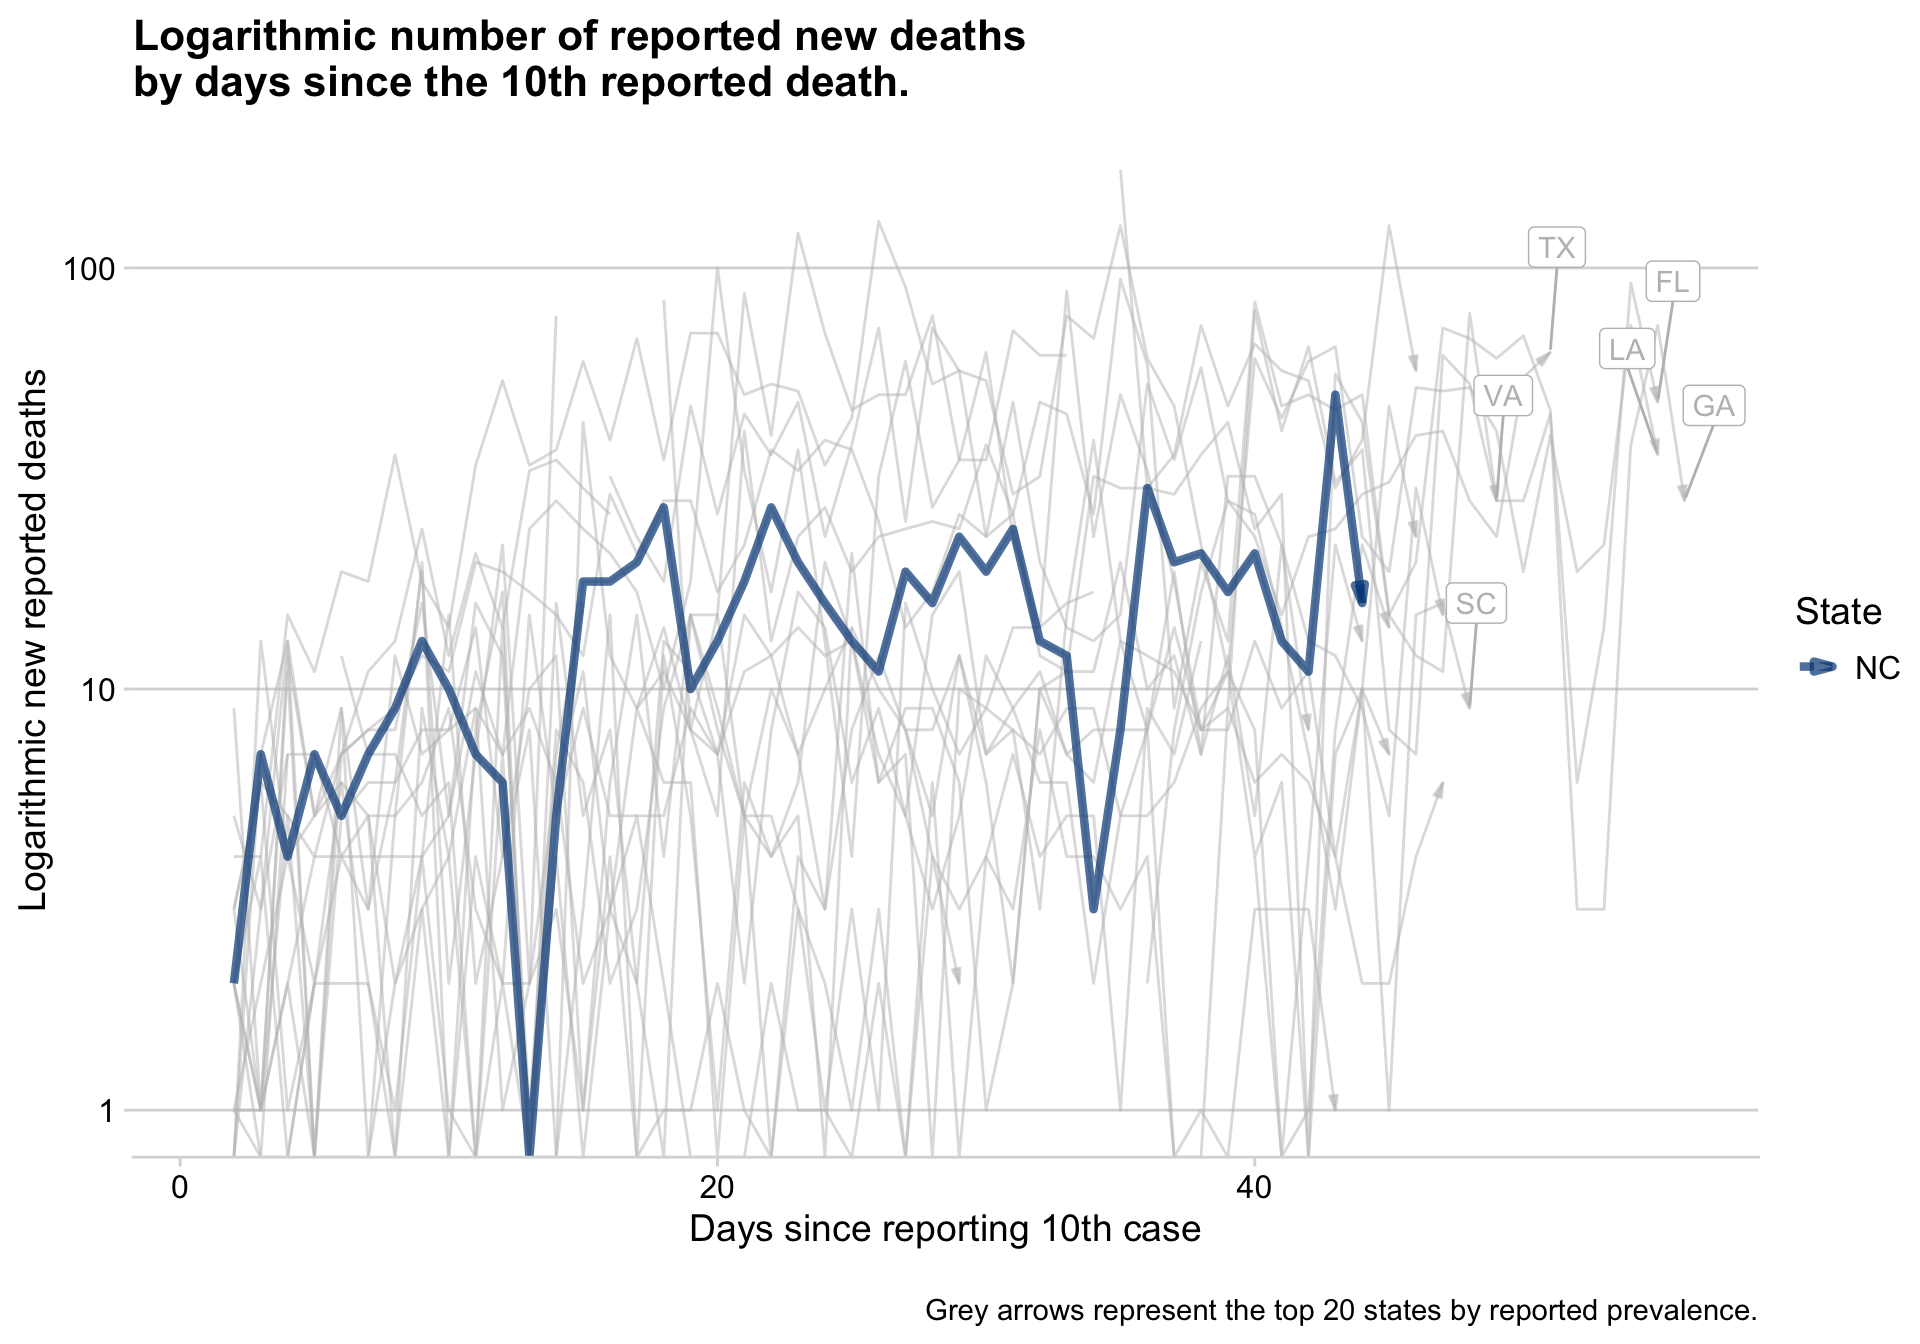 Logarithmic number of reported new deaths
by days since the 10th reported death.
Logarithmic new reported deaths
100
10
1
TX
FL
LA
VA
GA
SC
State
NC
0
20
40
Days since reporting 10th case
Grey arrows represent the top 20 states by reported prevalence.